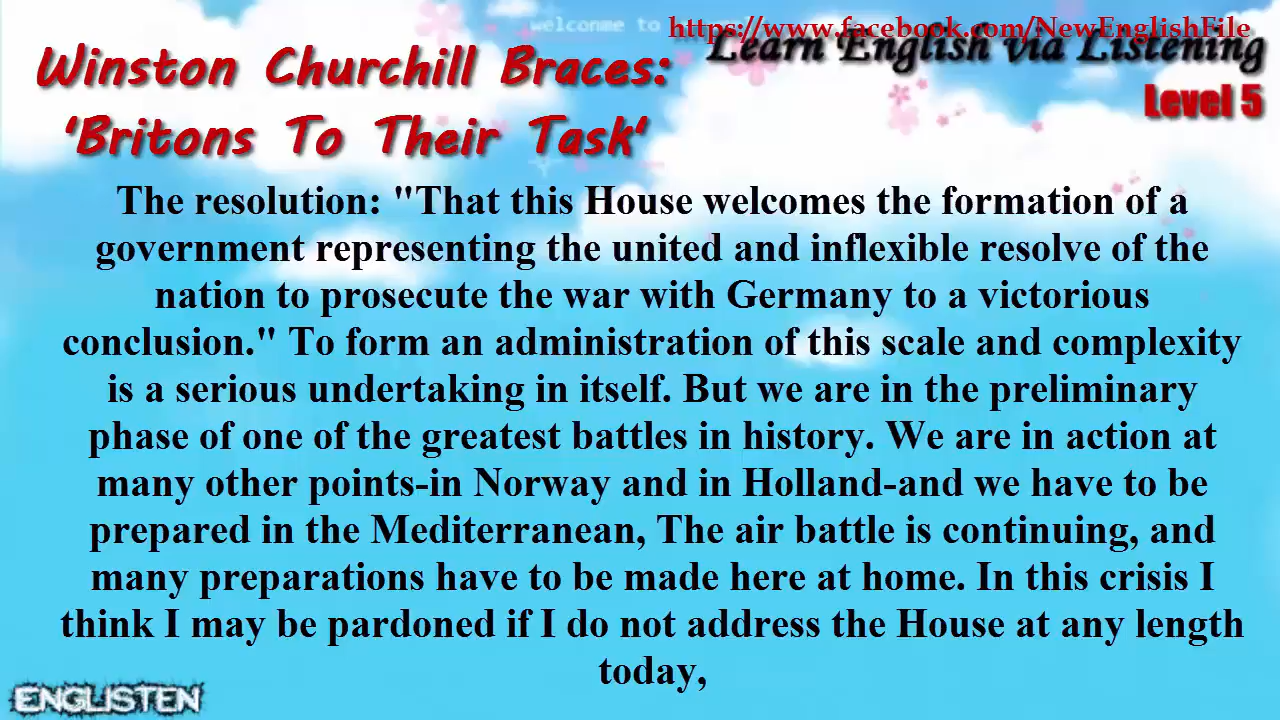 welconme to
https://www.facebook.com/NewEnglishFile
Learn English via Listening
Level 5
Winston Churchill Braces:
‘Britons To Their Task‘
The resolution: "That this House welcomes the formation of a
government representing the united and inflexible resolve of the
nation to prosecute the war with Germany to a victorious
conclusion." To form an administration of this scale and complexity
is a serious undertaking in itself. But we are in the preliminary
phase of one of the greatest battles in history. We are in action at
many other points-in Norway and in Holland-and we have to be
prepared in the Mediterranean, The air battle is continuing, and
many preparations have to be made here at home. In this crisis I
think I may be pardoned if I do not address the House at any length
today,
ENGLISTEN